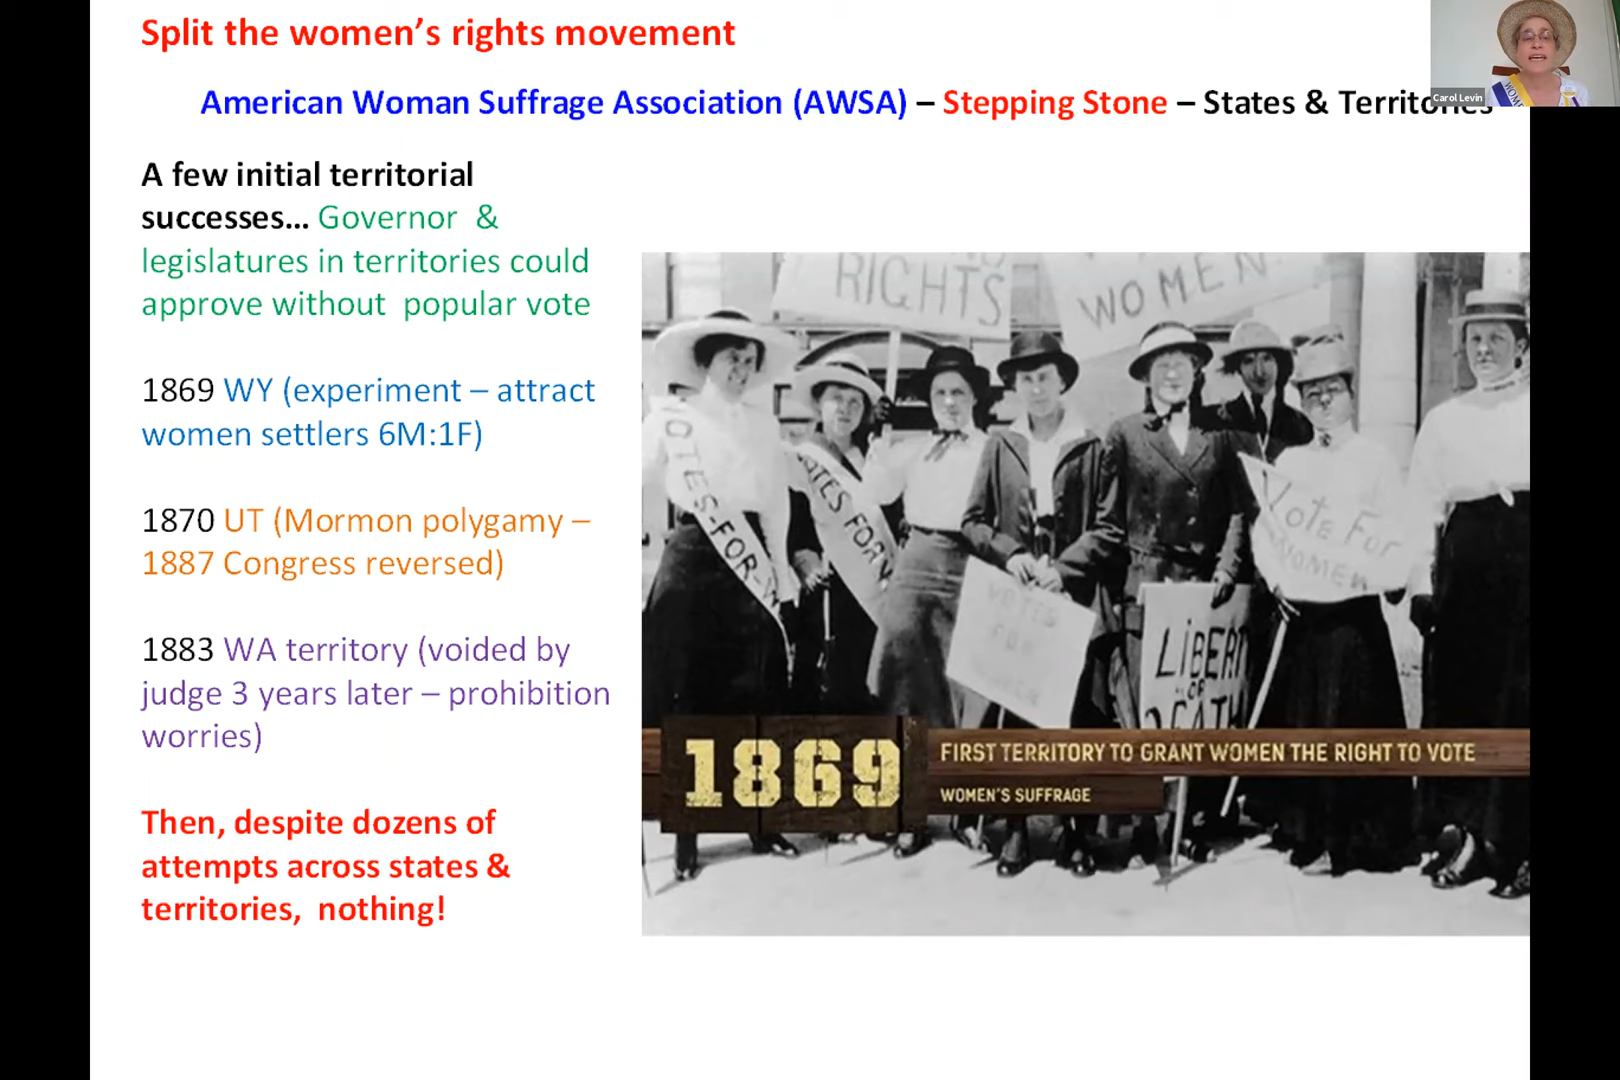 Split the women's rights movement
American Woman Suffrage Association (AWSA) – Stepping Stone – States & Territories
Carol Levin
A few initial territorial
successes... Governor &
legislatures in territories could
approve without popular vote
1869 WY (experiment – attract
women settlers 6M:1F)
1870 UT (Mormon polygamy –
1887 Congress reversed)
1883 WA territory (voided by
judge 3 years later – prohibition
worries)
Then, despite dozens of
attempts across states &
territories, nothing!
RIGHTS
WOMEN
VOTES-FOR-W
VOTES FOR
VOTES
FOR
Vote For
WOMEN
LIBERT
OR
1869
FIRST TERRITORY TO GRANT WOMEN THE RIGHT TO VOTE
WOMEN'S SUFFRAGE